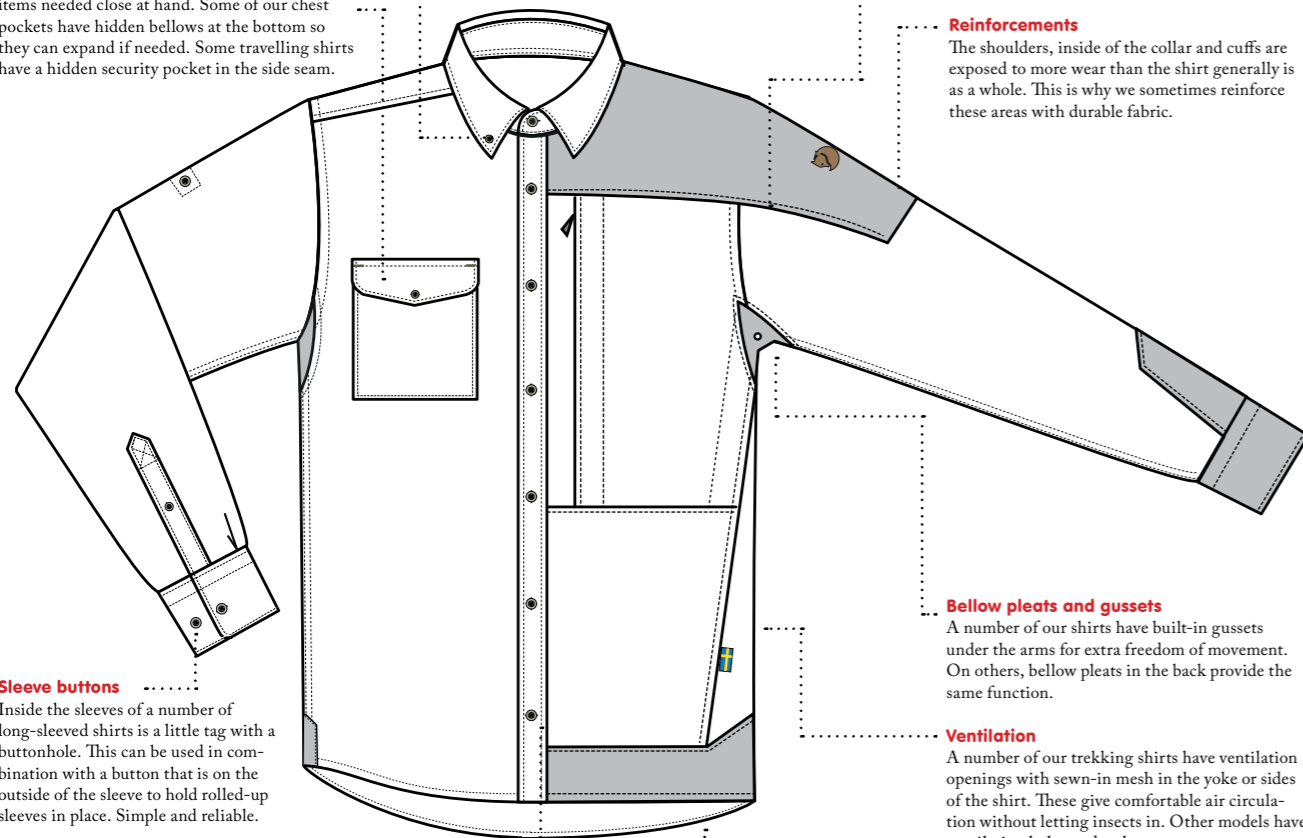 items needed close at hand. Some of our chest
pockets have hidden bellows at the bottom so
they can expand if needed. Some travelling shirts
have a hidden security pocket in the side seam.
Reinforcements
The shoulders, inside of the collar and cuffs are
exposed to more wear than the shirt generally is
as a whole. This is why we sometimes reinforce
these areas with durable fabric.
Sleeve buttons
Inside the sleeves of a number of
long-sleeved shirts is a little tag with a
buttonhole. This can be used in com-
bination with a button that is on the
outside of the sleeve to hold rolled-up
sleeves in place. Simple and reliable.
Bellow pleats and gussets
A number of our shirts have built-in gussets
under the arms for extra freedom of movement.
On others, bellow pleats in the back provide the
same function.
Ventilation
A number of our trekking shirts have ventilation
openings with sewn-in mesh in the yoke or sides
of the shirt. These give comfortable air circula-
tion without letting insects in. Other models have